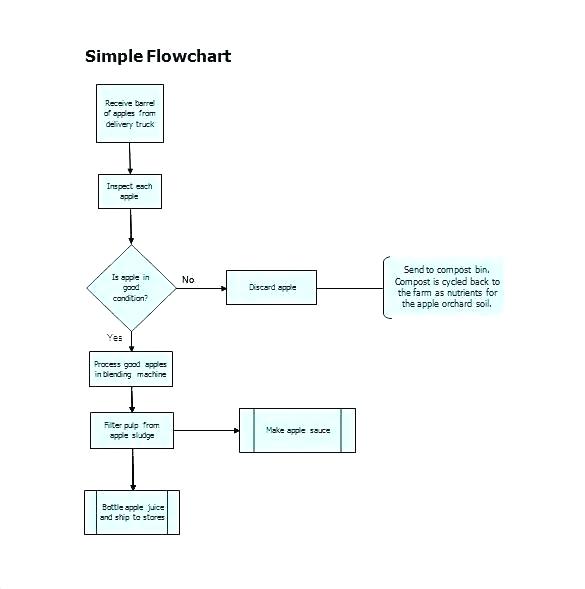 Simple Flowchart
Receive barrel
of apples from
delivery truck
Inspect each
apple
Is apple in
good
condition?
No
Discard apple
Send to compost bin.
Compost is cycled back to
the farm as nutrients for
the apple orchard soil.
Yes
Process good apples
in blending machine
Filter pulp from
apple sludge
Make apple sauce
Bottle apple juice
and ship to stores